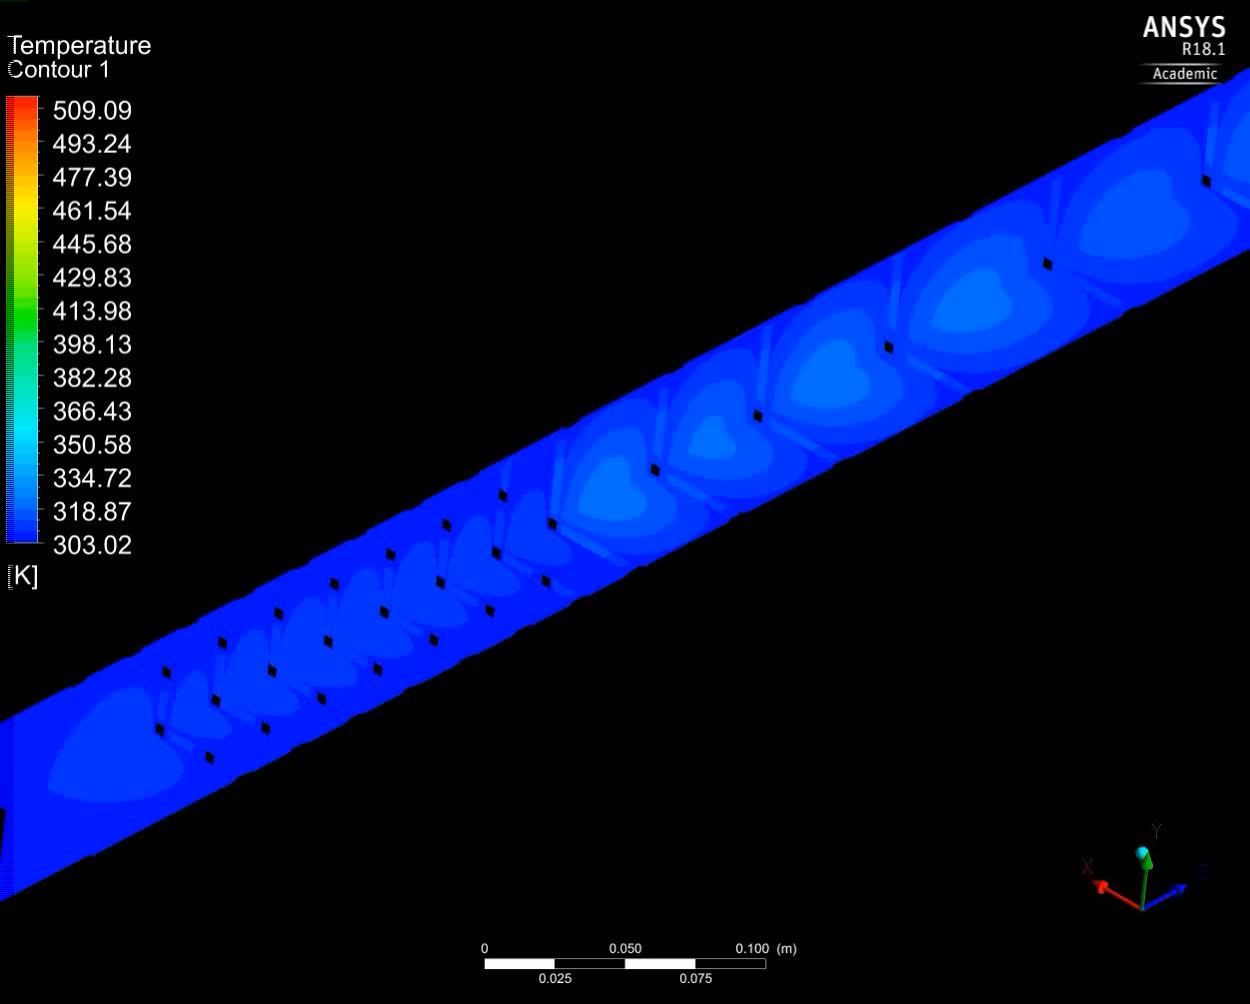 Temperature
Contour 1
509.09
493.24
477.39
461.54
445.68
429.83
413.98
398.13
382.28
366.43
350.58
334.72
318.87
303.02
[K]
ANSYS
R18.1
Academic
Y
X
Z
0 0.050 0.100 (m)
0.025 0.075